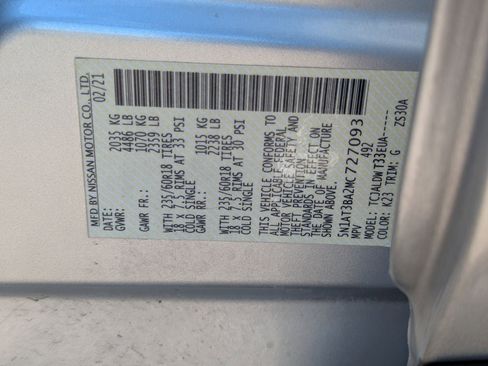 MFD BY NISSAN MOTOR CO., LTD.
DATE: 02/21
GVWR: 2035 KG
4486 LB
GAWR FR.: 1070 KG
2359 LB
WITH 235/60R18 TIRES
18 X 7.5 RIMS AT 33 PSI
COLD SINGLE
GAWR RR.: 1013 KG
2238 LB
WITH 235/60R18 TIRES
18 X 7.5 RIMS AT 30 PSI
COLD SINGLE
THIS VEHICLE CONFORMS TO
ALL APPLICABLE FEDERAL
MOTOR VEHICLE SAFETY AND
THEFT PREVENTION
STANDARDS IN EFFECT ON
THE DATE OF MANUFACTURE
SHOWN ABOVE.
5N1AT3BA2MC727093
MPV 492
MODEL: TCJALDWT33EUA------
COLOR: K23 TRIM: G ZS30A